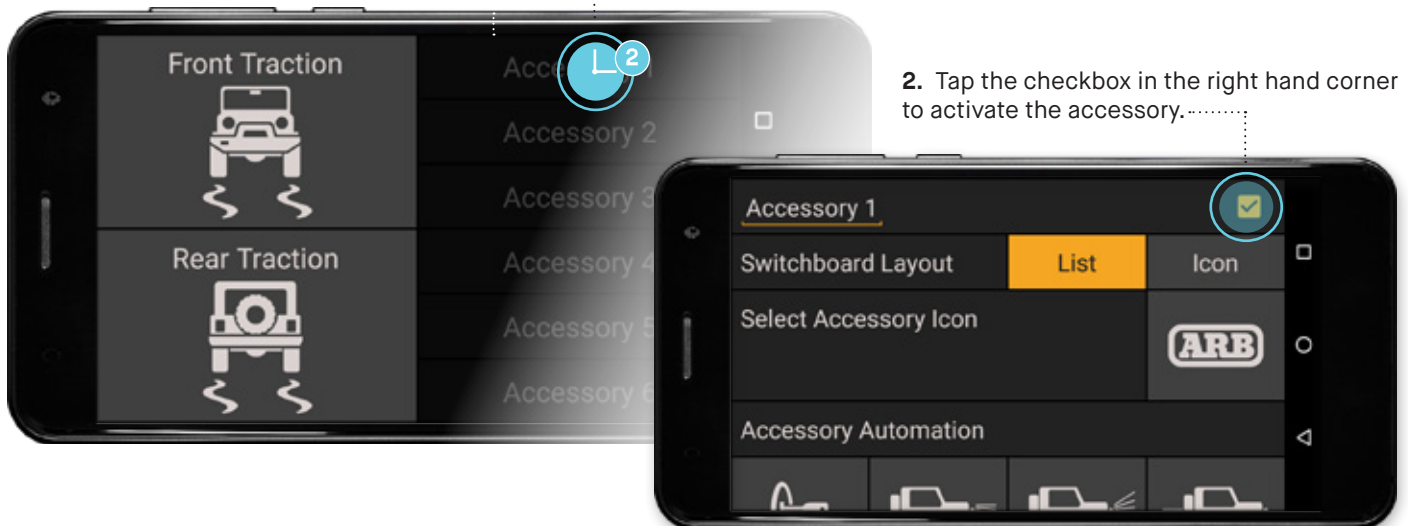 Front Traction
Rear Traction
Accessory 1
2
Accessory 2
Accessory 3
Accessory 4
Accessory 5
Accessory 6
2. Tap the checkbox in the right hand corner
to activate the accessory.
Accessory 1
Switchboard Layout List Icon
Select Accessory Icon
ARB
Accessory Automation